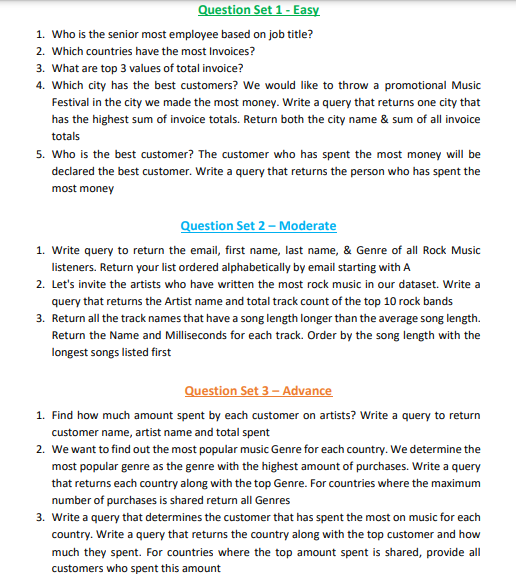 Question Set 1 - Easy
1. Who is the senior most employee based on job title?
2. Which countries have the most Invoices?
3. What are top 3 values of total invoice?
4. Which city has the best customers? We would like to throw a promotional Music
Festival in the city we made the most money. Write a query that returns one city that
has the highest sum of invoice totals. Return both the city name & sum of all invoice
totals
5. Who is the best customer? The customer who has spent the most money will be
declared the best customer. Write a query that returns the person who has spent the
most money
Question Set 2 – Moderate
1. Write query to return the email, first name, last name, & Genre of all Rock Music
listeners. Return your list ordered alphabetically by email starting with A
2. Let's invite the artists who have written the most rock music in our dataset. Write a
query that returns the Artist name and total track count of the top 10 rock bands
3. Return all the track names that have a song length longer than the average song length.
Return the Name and Milliseconds for each track. Order by the song length with the
longest songs listed first
Question Set 3 – Advance
1. Find how much amount spent by each customer on artists? Write a query to return
customer name, artist name and total spent
2. We want to find out the most popular music Genre for each country. We determine the
most popular genre as the genre with the highest amount of purchases. Write a query
that returns each country along with the top Genre. For countries where the maximum
number of purchases is shared return all Genres
3. Write a query that determines the customer that has spent the most on music for each
country. Write a query that returns the country along with the top customer and how
much they spent. For countries where the top amount spent is shared, provide all
customers who spent this amount